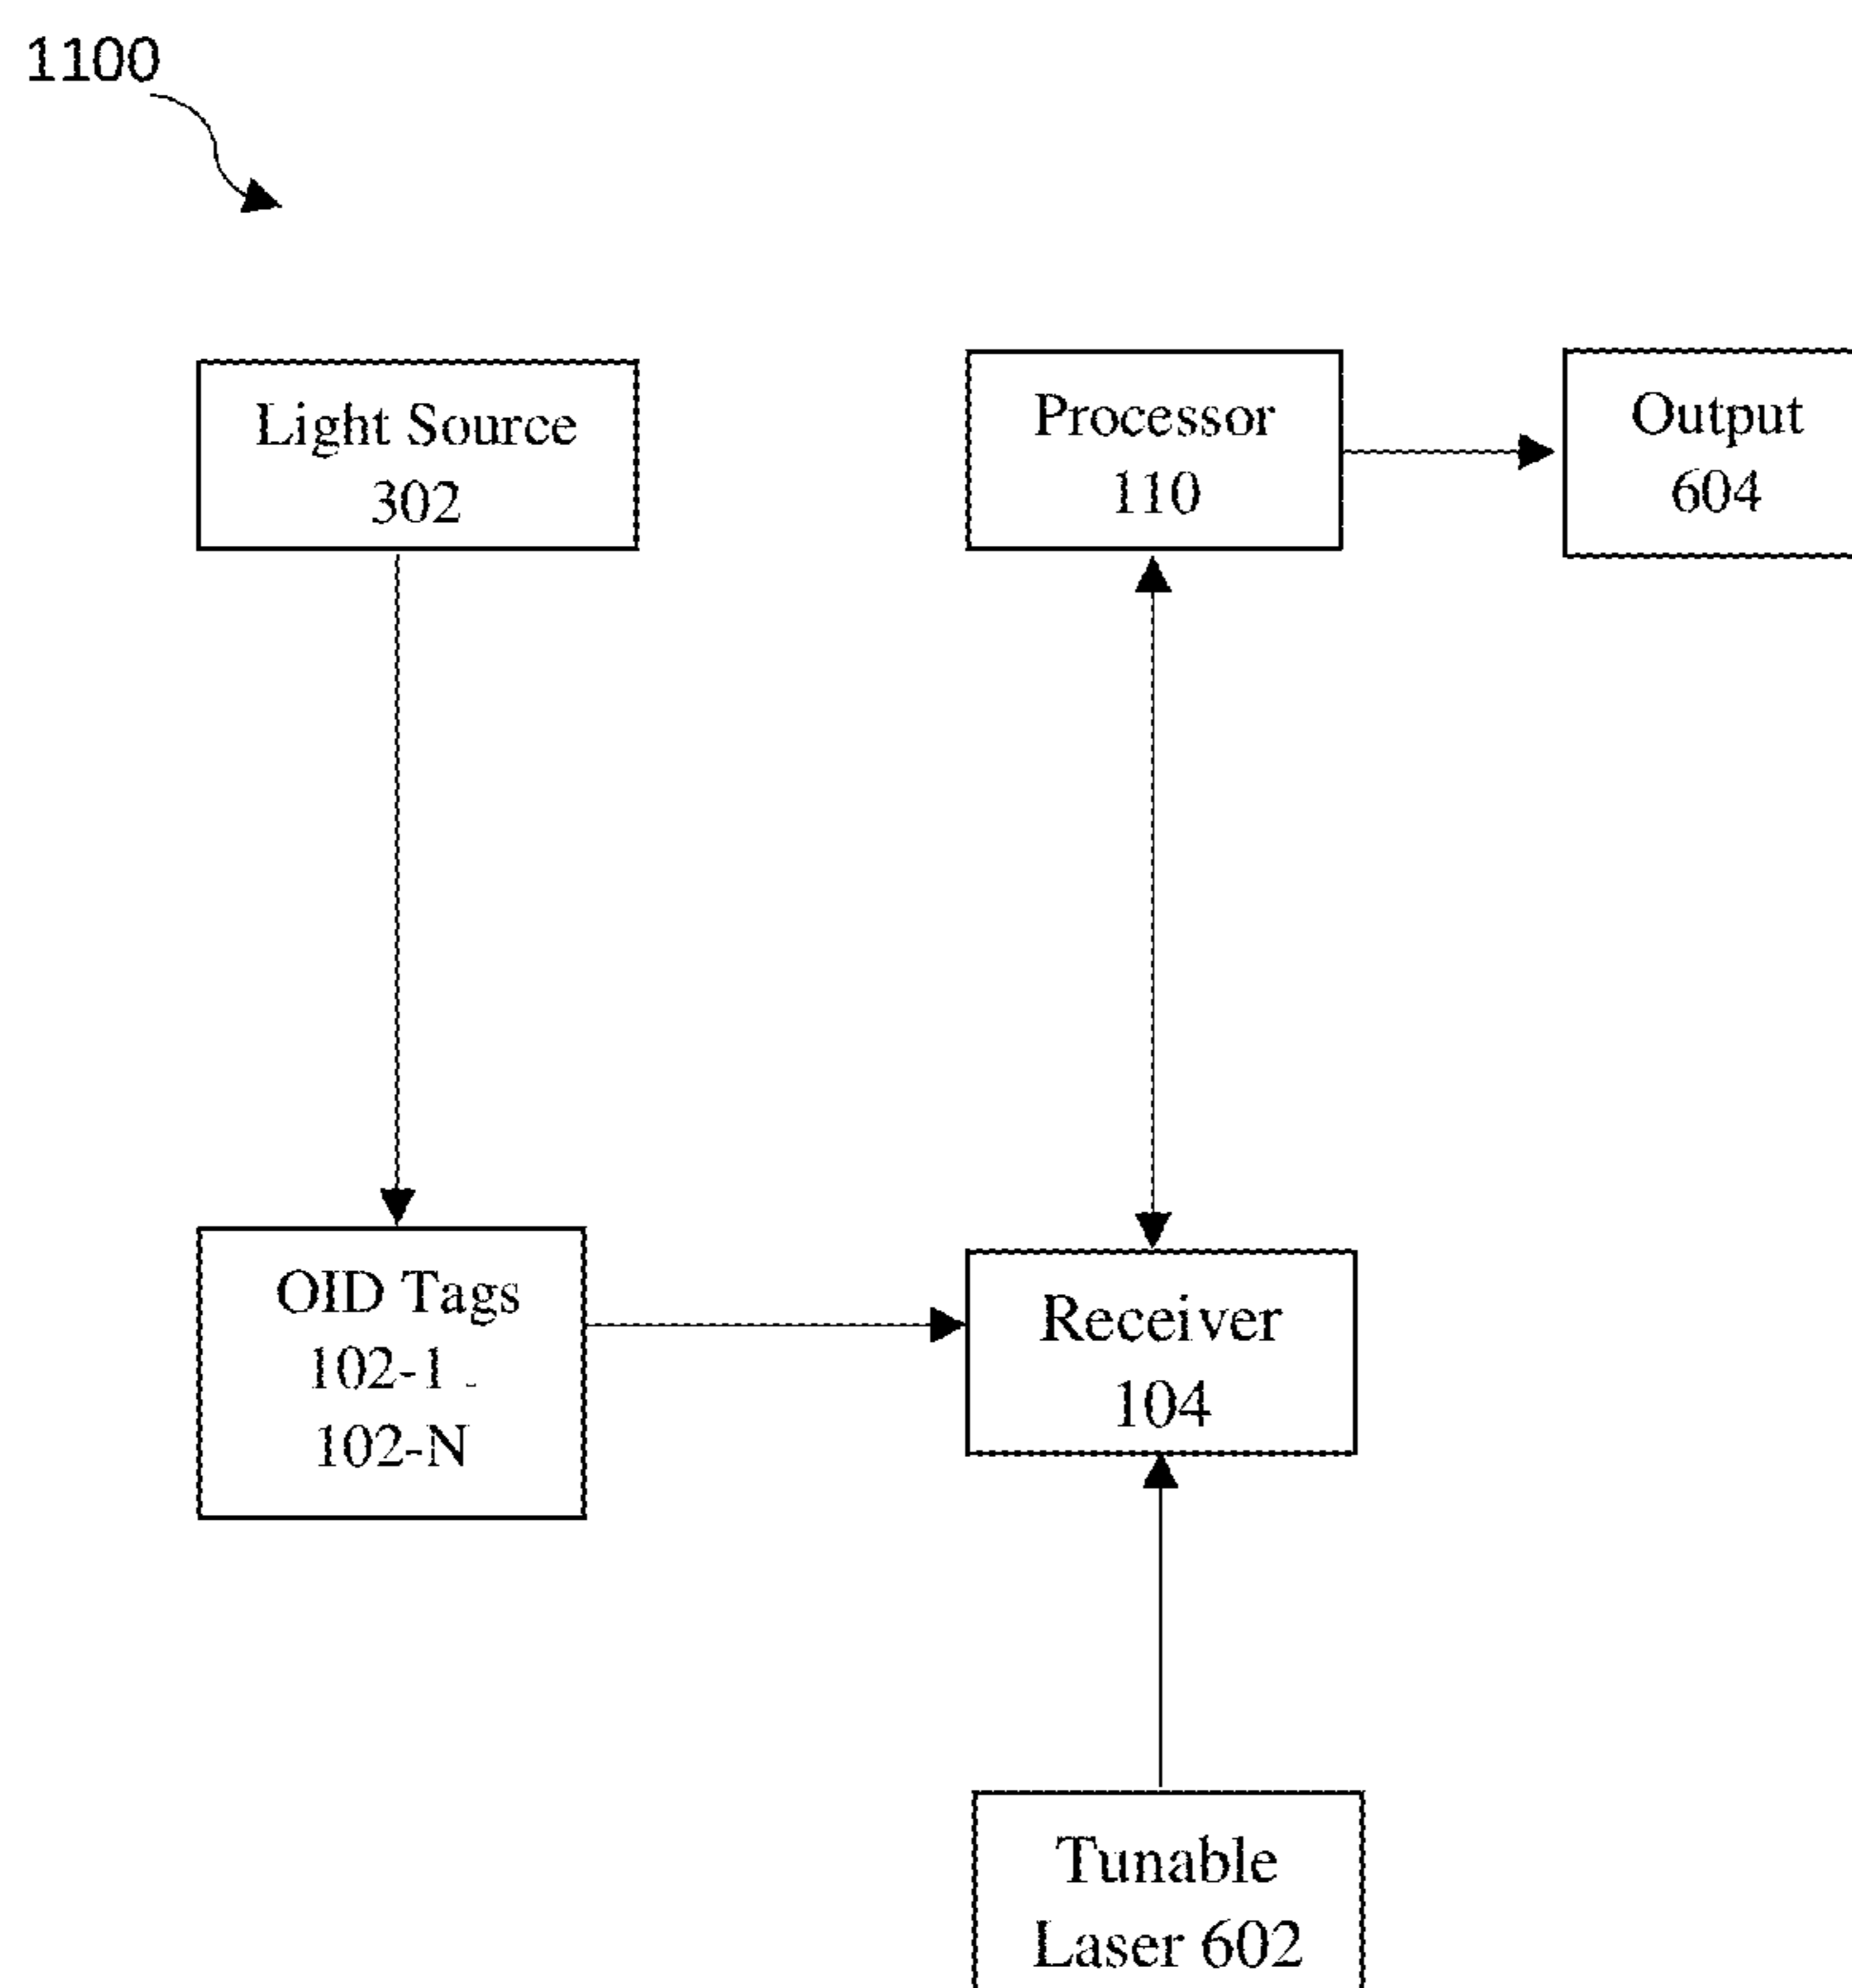 1100
Light Source
302
Processor
110
Output
604
OID Tags
102-1 -
102-N
Receiver
104
Tunable
Laser 602